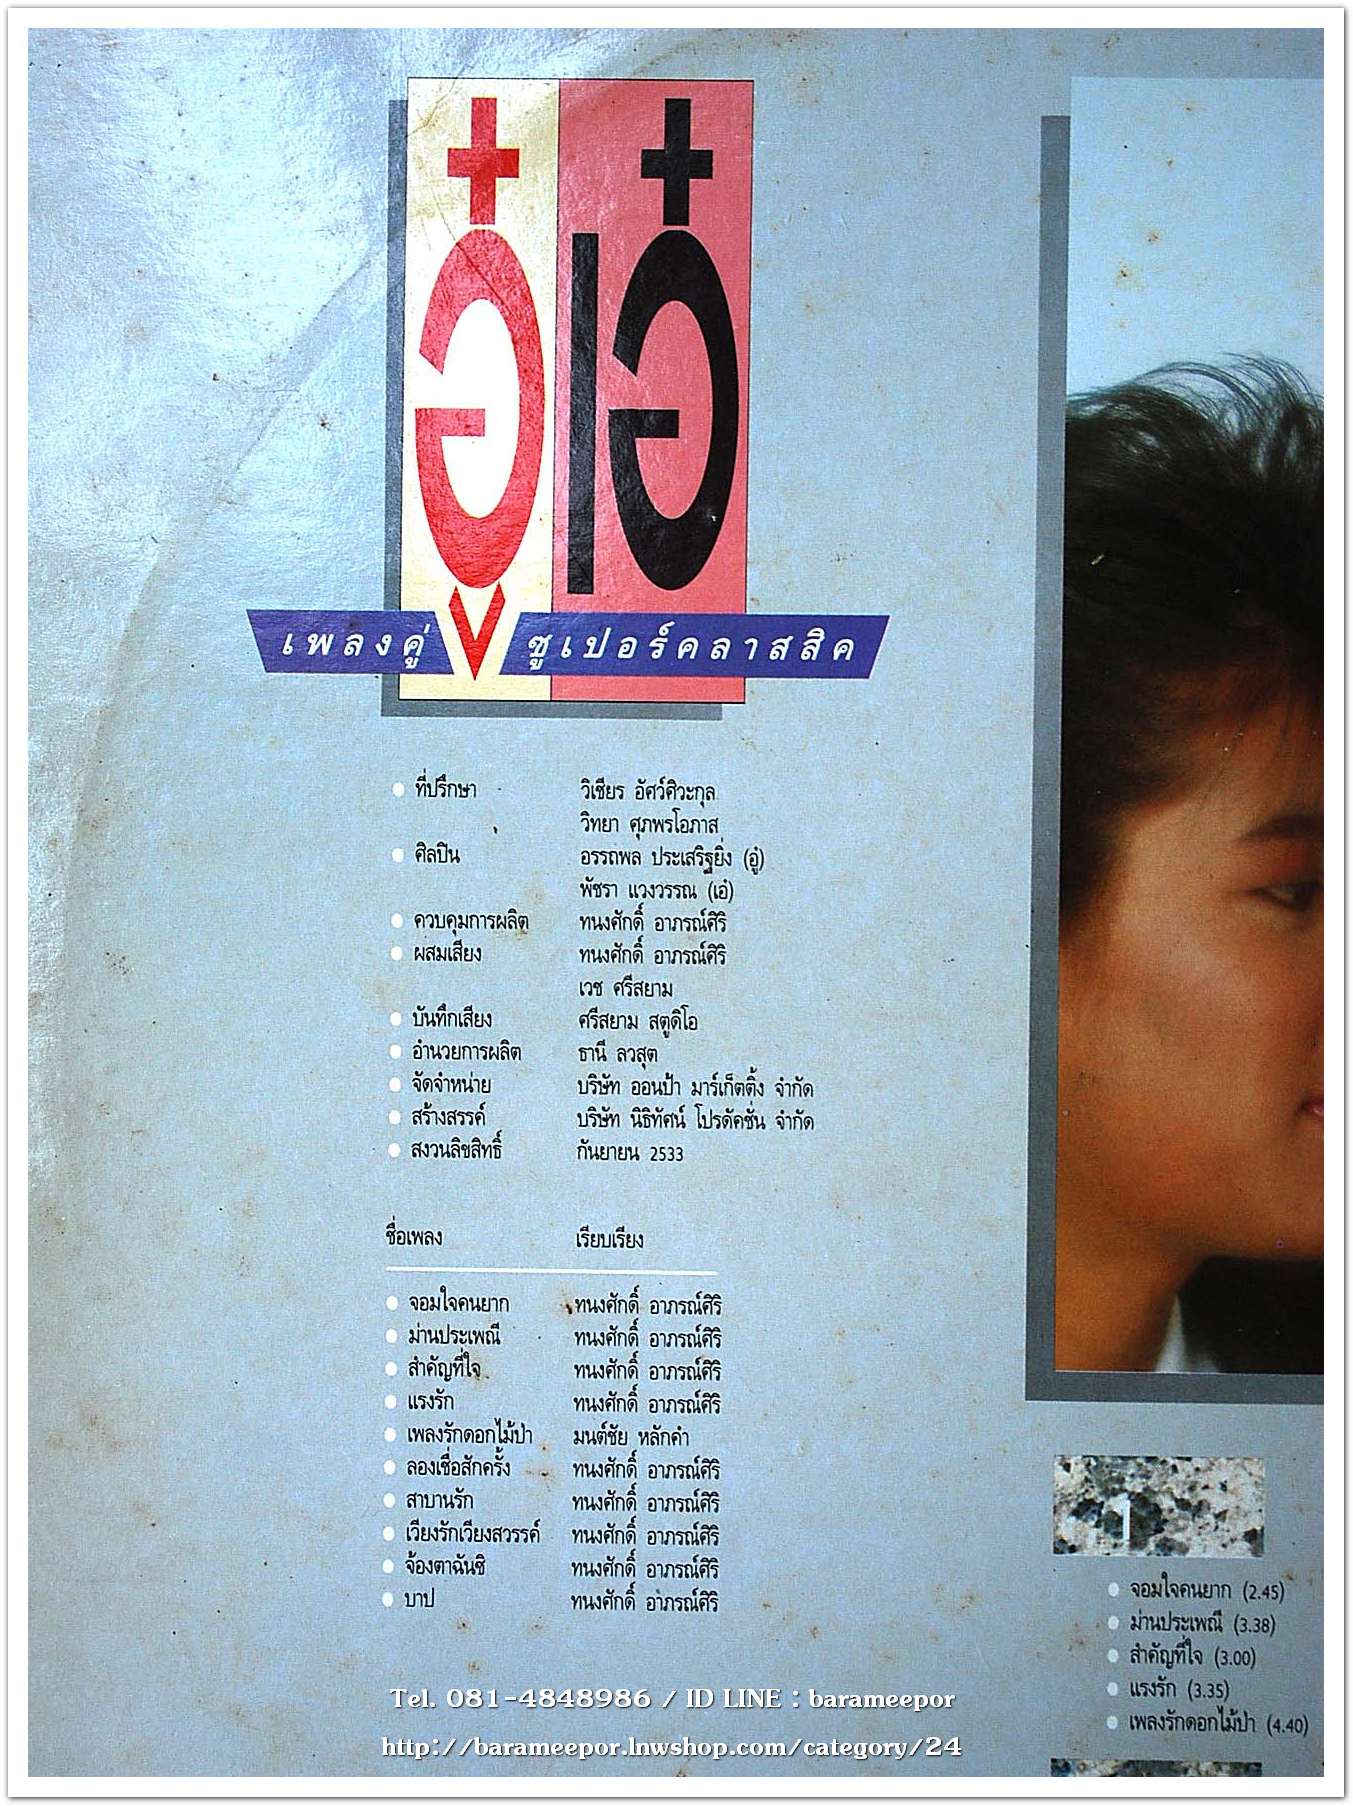 อู๋ เอ๋
เพลงคู่ ซูเปอร์คลาสสิค
ที่ปรึกษา วิเชียร อัศว์ศิวะกุล
วิทยา ศุภพรโอภาส
ศิลปิน อรรถพล ประเสริฐยิ่ง (อู๋)
พัชรา แวงวรรณ (เอ๋)
ควบคุมการผลิต ทนงศักดิ์ อาภรณ์ศิริ
ผสมเสียง ทนงศักดิ์ อาภรณ์ศิริ
เวช ศรีสยาม
บันทึกเสียง ศรีสยาม สตูดิโอ
อำนวยการผลิต ธานี ลวสุต
จัดจำหน่าย บริษัท ออนป้า มาร์เก็ตติ้ง จำกัด
สร้างสรรค์ บริษัท นิธิทัศน์ โปรดัคชั่น จำกัด
สงวนลิขสิทธิ์ กันยายน 2533
ชื่อเพลง เรียบเรียง
จอมใจคนยาก ทนงศักดิ์ อาภรณ์ศิริ
ม่านประเพณี ทนงศักดิ์ อาภรณ์ศิริ
สำคัญที่ใจ ทนงศักดิ์ อาภรณ์ศิริ
แรงรัก ทนงศักดิ์ อาภรณ์ศิริ
เพลงรักดอกไม้ป่า มนต์ชัย หลักคำ
ลองเชื่อสักครั้ง ทนงศักดิ์ อาภรณ์ศิริ
สาบานรัก ทนงศักดิ์ อาภรณ์ศิริ
เวียงรักเวียงสวรรค์ ทนงศักดิ์ อาภรณ์ศิริ
จ้องตาฉันซิ ทนงศักดิ์ อาภรณ์ศิริ
บาป ทนงศักดิ์ อาภรณ์ศิริ
1
จอมใจคนยาก (2.45)
ม่านประเพณี (3.38)
สำคัญที่ใจ (3.00)
แรงรัก (3.35)
เพลงรักดอกไม้ป่า (4.40)
Tel. 081-4848986 / ID LINE : barameepor
http://barameepor.lnwshop.com/category/24